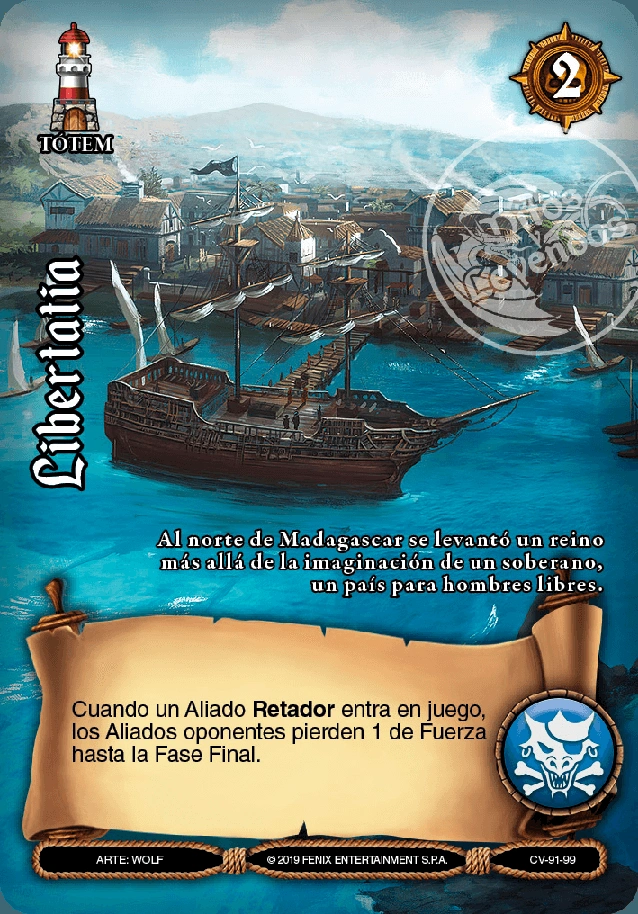 2
TÓTEM
Mitos
y
Leyendas
Libertatia
Al norte de Madagascar se levantó un reino
más allá de la imaginación de un soberano,
un país para hombres libres.
Cuando un Aliado Retador entra en juego,
los Aliados oponentes pierden 1 de Fuerza
hasta la Fase Final.
ARTE: WOLF
© 2019 FENIX ENTERTAINMENT S.P.A.
CV-91-99